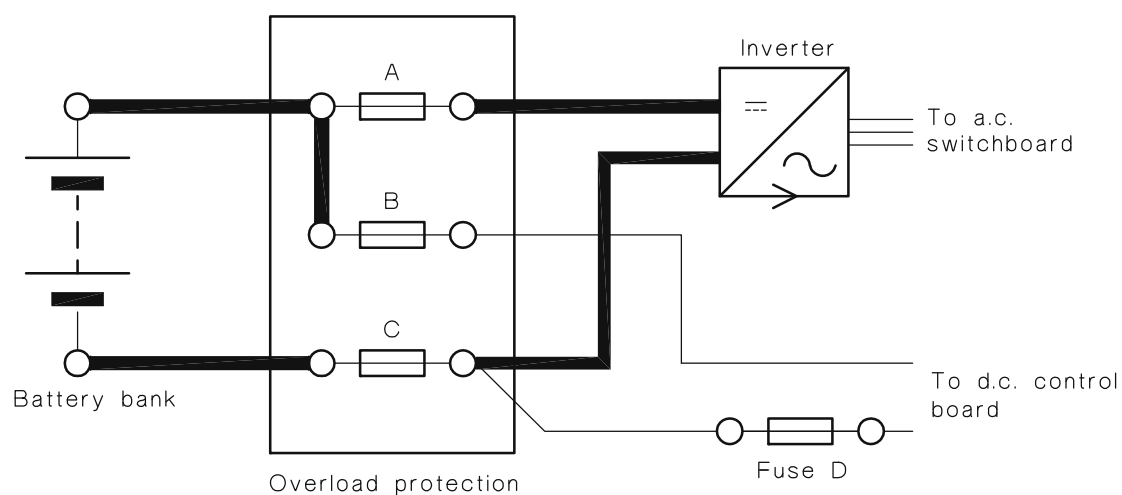 Inverter
A
To a.c.
switchboard
B
C
Battery bank
To d.c. control
board
Fuse D
Overload protection